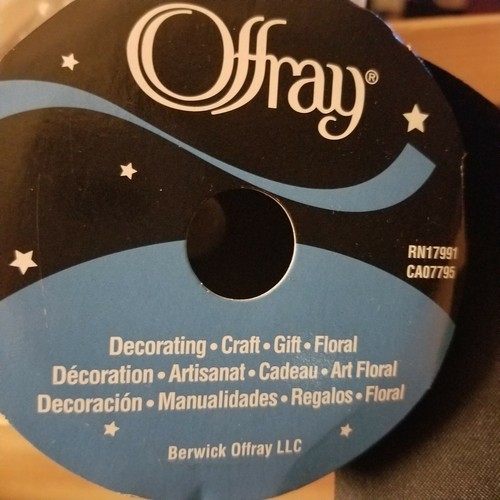 Offray®
RN17991
CA07795
Decorating • Craft • Gift • Floral
Décoration • Artisanat • Cadeau • Art Floral
Decoración • Manualidades • Regalos • Floral
Berwick Offray LLC